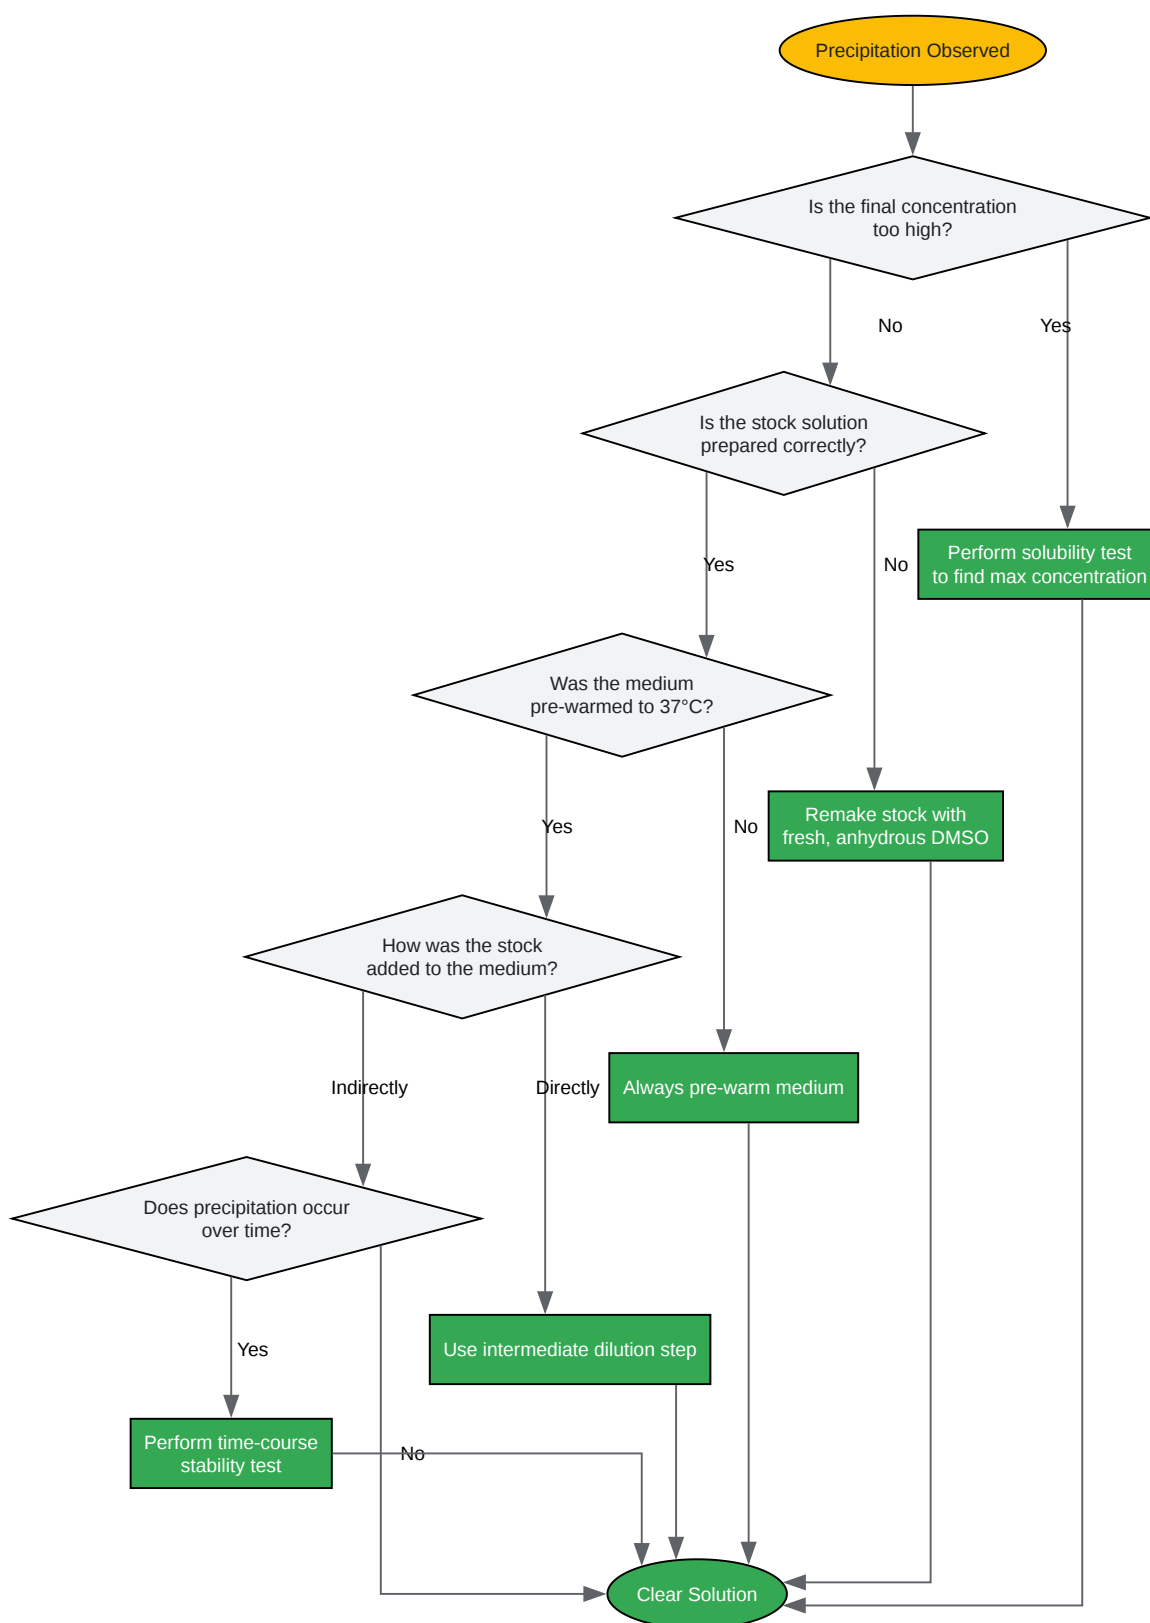 Precipitation Observed
Is the final concentration
too high?
No
Yes
Is the stock solution
prepared correctly?
Yes
No
Perform solubility test
to find max concentration
Was the medium
pre-warmed to 37°C?
Yes
No
Remake stock with
fresh, anhydrous DMSO
How was the stock
added to the medium?
Indirectly
Directly
Always pre-warm medium
Does precipitation occur
over time?
Yes
Use intermediate dilution step
Perform time-course
stability test
No
Clear Solution